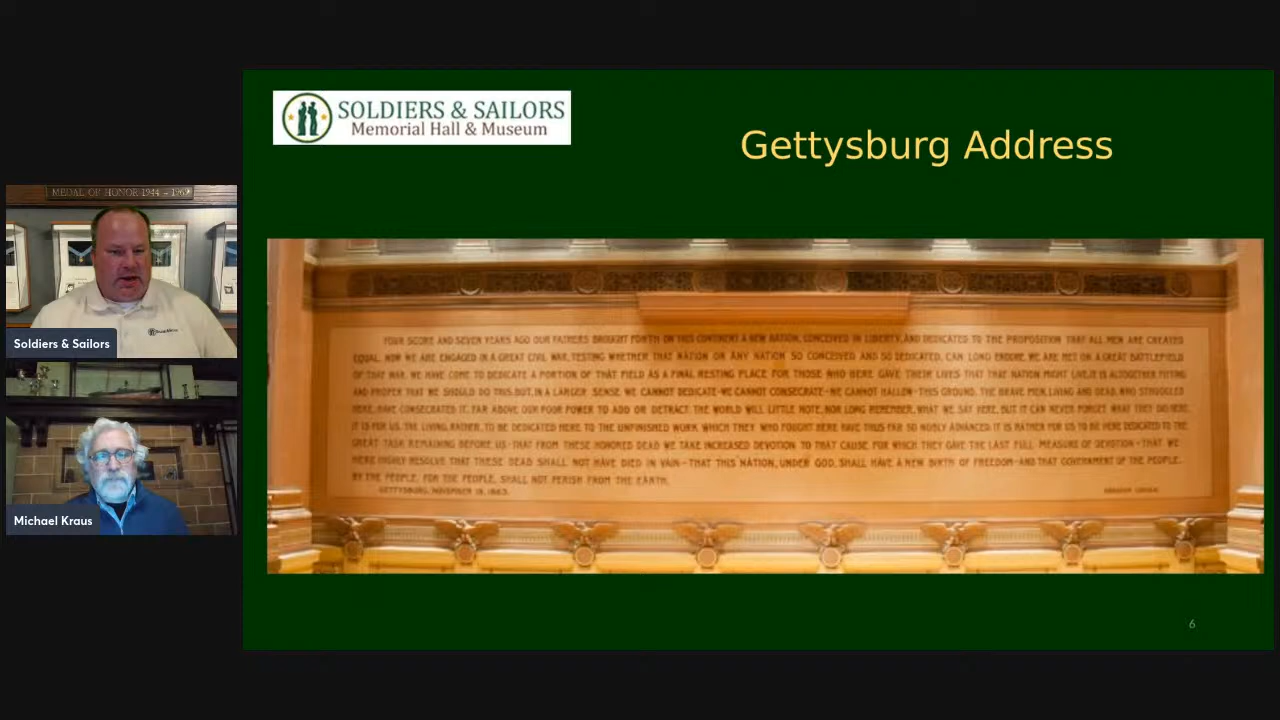 SOLDIERS & SAILORS
Memorial Hall & Museum
Gettysburg Address
MEDAL OF HONOR 1944 - 1969
Soldiers & Sailors
Michael Kraus
FOUR SCORE AND SEVEN YEARS AGO OUR FATHERS BROUGHT FORTH ON THIS CONTINENT A NEW NATION, CONCEIVED IN LIBERTY, AND DEDICATED TO THE PROPOSITION THAT ALL MEN ARE CREATED
EQUAL. NOW WE ARE ENGAGED IN A GREAT CIVIL WAR, TESTING WHETHER THAT NATION OR ANY NATION SO CONCEIVED AND SO DEDICATED, CAN LONG ENDURE. WE ARE MET ON A GREAT BATTLEFIELD
OF THAT WAR. WE HAVE COME TO DEDICATE A PORTION OF THAT FIELD AS A FINAL RESTING PLACE FOR THOSE WHO HERE GAVE THEIR LIVES THAT THAT NATION MIGHT LIVE. IT IS ALTOGETHER FITTING
AND PROPER THAT WE SHOULD DO THIS. BUT, IN A LARGER SENSE WE CANNOT DEDICATE-WE CANNOT CONSECRATE-WE CANNOT HALLOW-THIS GROUND. THE BRAVE MEN, LIVING AND DEAD, WHO STRUGGLED
HERE, HAVE CONSECRATED IT, FAR ABOVE OUR POOR POWER TO ADD OR DETRACT. THE WORLD WILL LITTLE NOTE, NOR LONG REMEMBER, WHAT WE SAY HERE, BUT IT CAN NEVER FORGET WHAT THEY DID HERE.
IT IS FOR US, THE LIVING, RATHER, TO BE DEDICATED HERE TO THE UNFINISHED WORK WHICH THEY WHO FOUGHT HERE HAVE THUS FAR SO NOBLY ADVANCED. IT IS RATHER FOR US TO BE HERE DEDICATED TO THE
GREAT TASK REMAINING BEFORE US-THAT FROM THESE HONORED DEAD WE TAKE INCREASED DEVOTION TO THAT CAUSE FOR WHICH THEY GAVE THE LAST FULL MEASURE OF DEVOTION-THAT WE
HERE HIGHLY RESOLVE THAT THESE DEAD SHALL NOT HAVE DIED IN VAIN-THAT THIS NATION, UNDER GOD, SHALL HAVE A NEW BIRTH OF FREEDOM-AND THAT GOVERNMENT OF THE PEOPLE,
BY THE PEOPLE, FOR THE PEOPLE, SHALL NOT PERISH FROM THE EARTH.
GETTYSBURG, NOVEMBER 19, 1863.
ABRAHAM LINCOLN
6